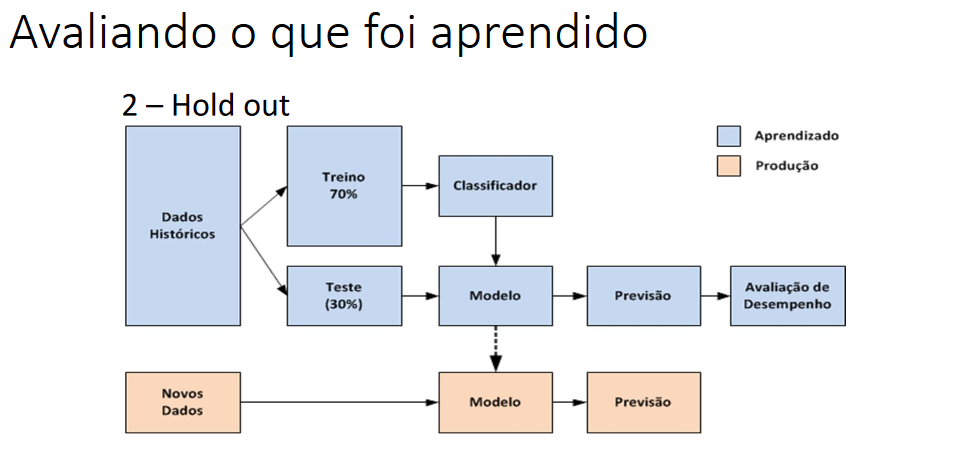 Avaliando o que foi aprendido
2 – Hold out
Aprendizado
Produção
Dados
Históricos
Treino
70%
Classificador
Teste
(30%)
Modelo
Previsão
Avaliação de
Desempenho
Novos
Dados
Modelo
Previsão